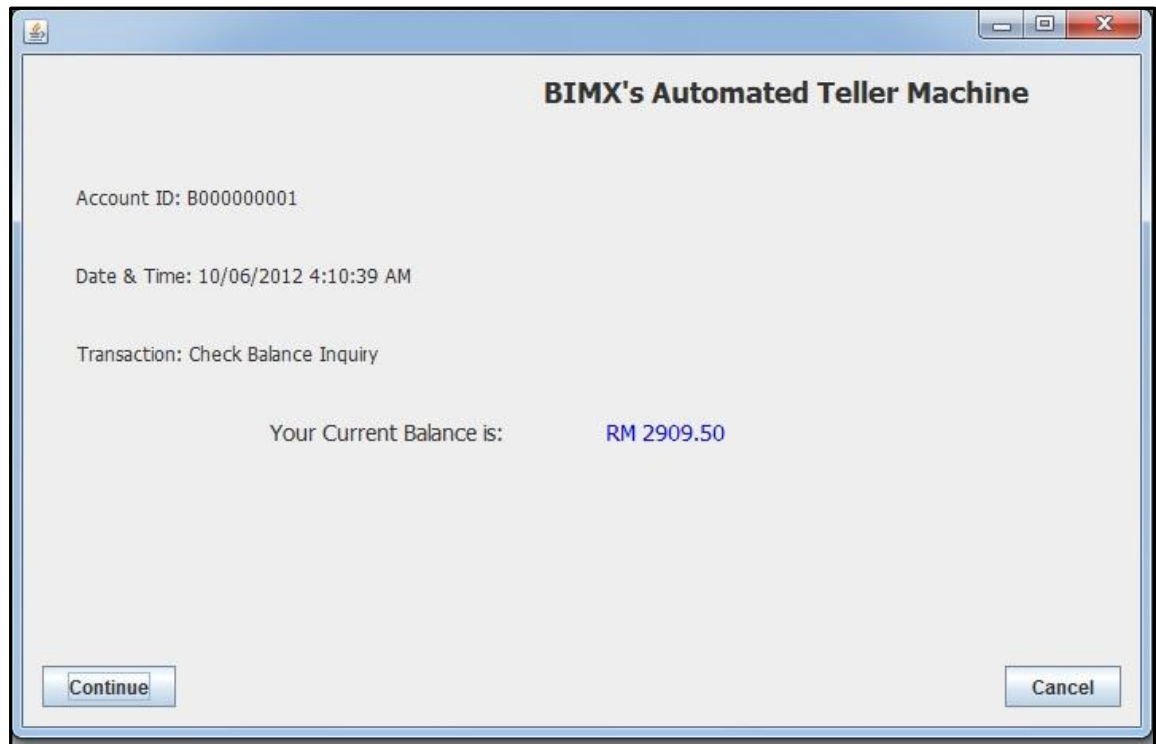 BIMX's Automated Teller Machine
Account ID: B000000001
Date & Time: 10/06/2012 4:10:39 AM
Transaction: Check Balance Inquiry
Your Current Balance is: RM 2909.50
Continue Cancel